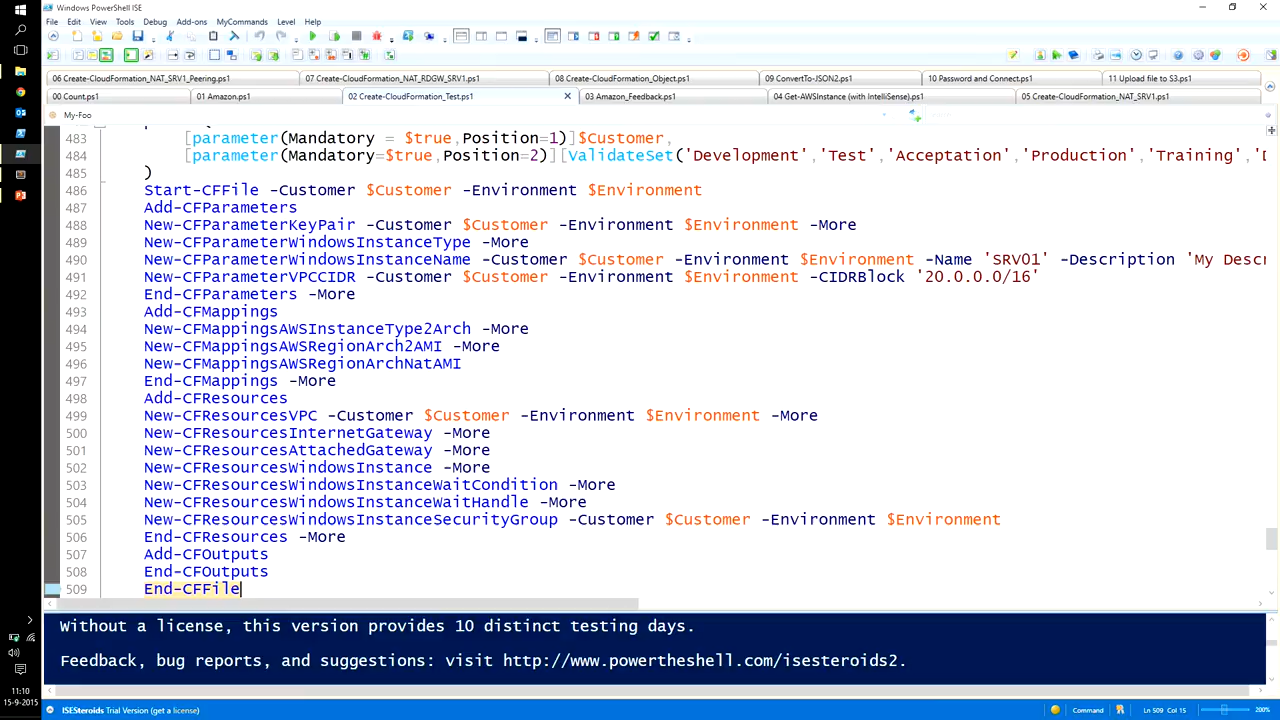 Windows PowerShell ISE
File Edit View Tools Debug Add-ons MyCommands Level Help
06 Create-CloudFormation_NAT_SRV1_Peering.ps1 07 Create-CloudFormation_NAT_RDGW_SRV1.ps1 08 Create-CloudFormation_Object.ps1 09 ConvertTo-JSON2.ps1 10 Password and Connect.ps1 11 Upload file to S3.ps1
00 Count.ps1 01 Amazon.ps1 02 Create-CloudFormation_Test.ps1 03 Amazon_Feedback.ps1 04 Get-AWSInstance (with IntelliSense).ps1 05 Create-CloudFormation_NAT_SRV1.ps1
My-Foo
483 [parameter(Mandatory = $true,Position=1)]$Customer,
484 [parameter(Mandatory=$true,Position=2)][ValidateSet('Development','Test','Acceptation','Production','Training','
485 )
486 Start-CFFile -Customer $Customer -Environment $Environment
487 Add-CFParameters
488 New-CFParameterKeyPair -Customer $Customer -Environment $Environment -More
489 New-CFParameterWindowsInstanceType -More
490 New-CFParameterWindowsInstanceName -Customer $Customer -Environment $Environment -Name 'SRV01' -Description 'My Descr
491 New-CFParameterVPCCIDR -Customer $Customer -Environment $Environment -CIDRBlock '20.0.0.0/16'
492 End-CFParameters -More
493 Add-CFMappings
494 New-CFMappingsAWSInstanceType2Arch -More
495 New-CFMappingsAWSRegionArch2AMI -More
496 New-CFMappingsAWSRegionArchNatAMI
497 End-CFMappings -More
498 Add-CFResources
499 New-CFResourcesVPC -Customer $Customer -Environment $Environment -More
500 New-CFResourcesInternetGateway -More
501 New-CFResourcesAttachedGateway -More
502 New-CFResourcesWindowsInstance -More
503 New-CFResourcesWindowsInstanceWaitCondition -More
504 New-CFResourcesWindowsInstanceWaitHandle -More
505 New-CFResourcesWindowsInstanceSecurityGroup -Customer $Customer -Environment $Environment
506 End-CFResources -More
507 Add-CFOutputs
508 End-CFOutputs
509 End-CFFile
Without a license, this version provides 10 distinct testing days.
Feedback, bug reports, and suggestions: visit http://www.powertheshell.com/isesteroids2.
11:10
15-9-2015
ISESteroids Trial Version (get a license) Command Ln 509 Col 15 200%